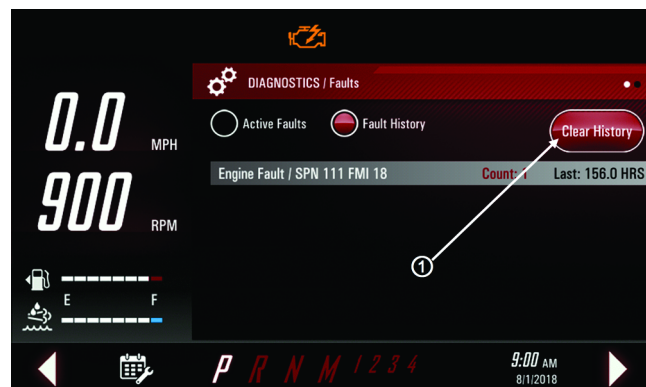 DIAGNOSTICS / Faults
Active Faults Fault History Clear History
0.0 MPH
Engine Fault / SPN 111 FMI 18 Count: 1 Last: 156.0 HRS
900 RPM
1
E F
P R N M 1 2 3 4
9:00 AM
8/1/2018